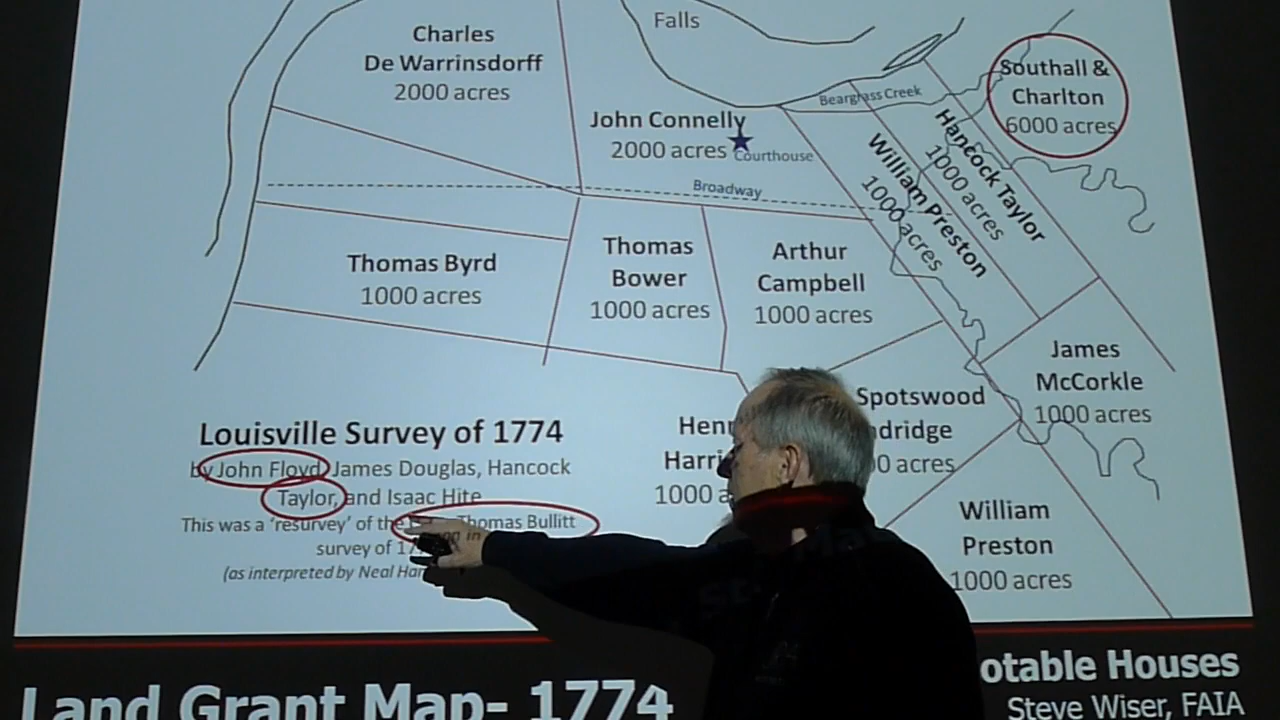 Falls
Charles
De Warrinsdorff
2000 acres
Southall &
Charlton
6000 acres
Beargrass Creek
John Connelly
2000 acres
Courthouse
Hancock Taylor
1000 acres
William Preston
1000 acres
Broadway
Thomas Byrd
1000 acres
Thomas
Bower
1000 acres
Arthur
Campbell
1000 acres
James
McCorkle
1000 acres
Spotswood
acres
William
Preston
1000 acres
Louisville Survey of 1774
by John Floyd, James Douglas, Hancock
Taylor, and Isaac Hite
This was a 'resurvey' of the Thomas Bullitt
survey of
(as interpreted by Neal
Land Grant Map- 1774
Houses
Steve Wiser, FAIA